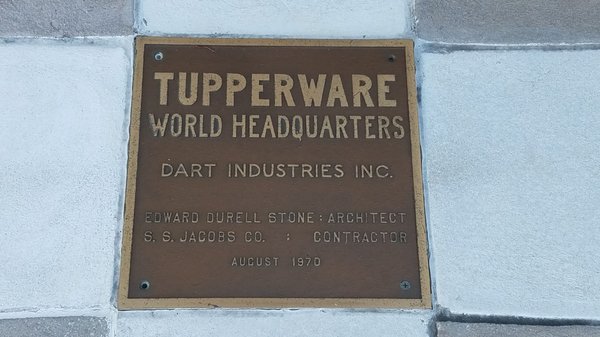 TUPPERWARE
WORLD HEADQUARTERS
DART INDUSTRIES INC.
EDWARD DURELL STONE : ARCHITECT
S. S. JACOBS CO. : CONTRACTOR
AUGUST 1970